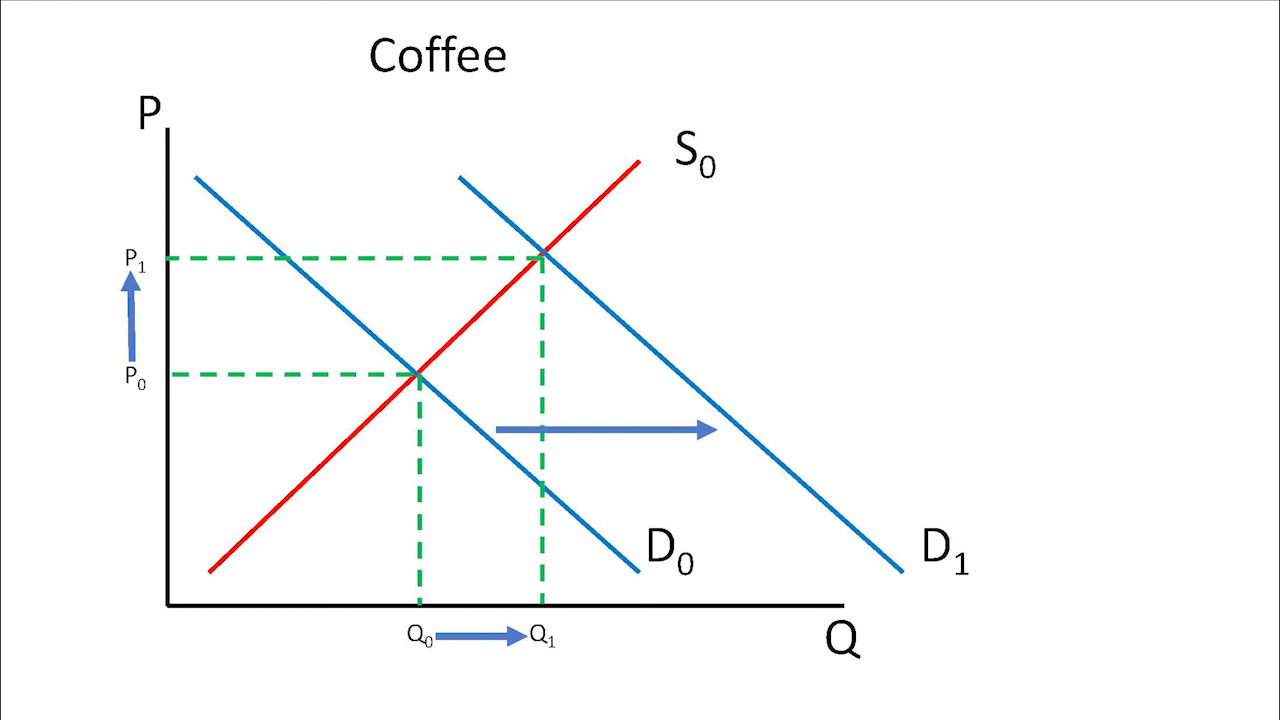 Coffee
P
S₀
P₁
P₀
D₀
D₁
Q₀
Q₁
Q